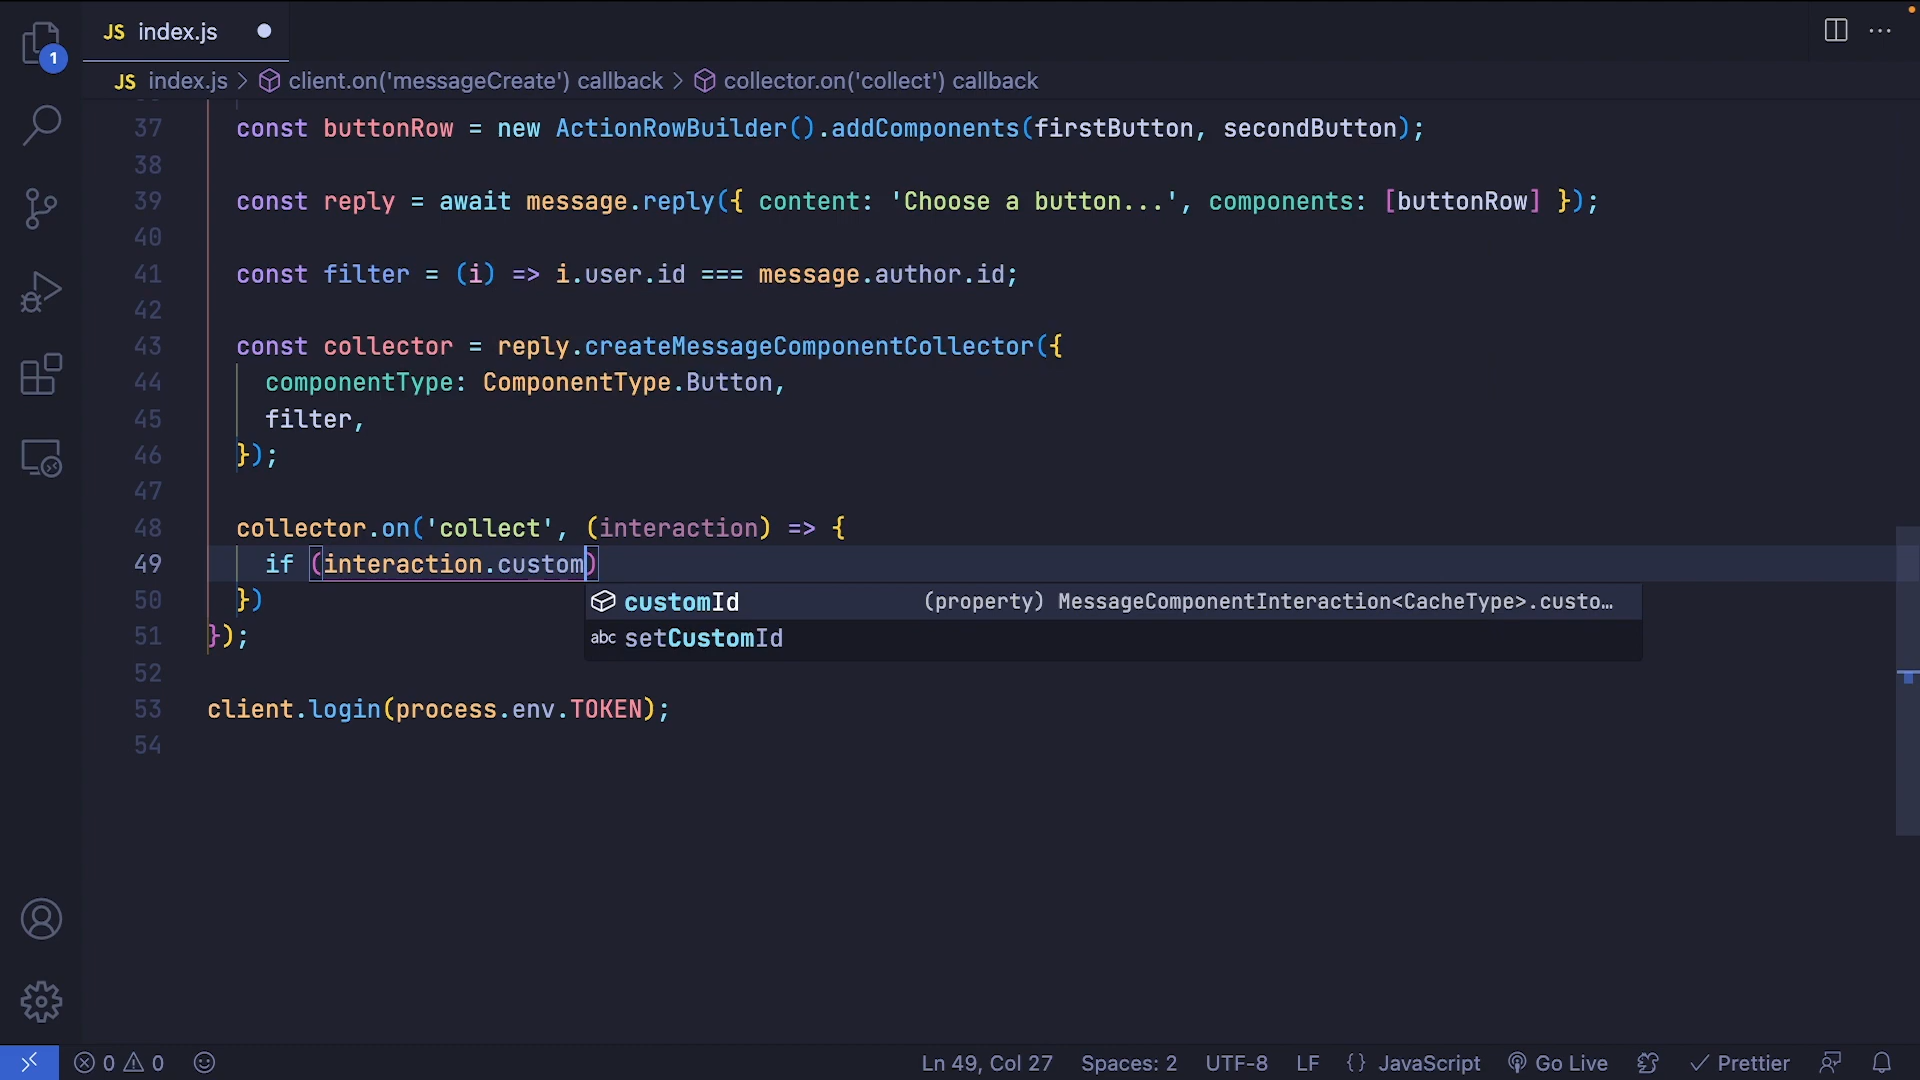 JS index.js
1
JS index.js > client.on('messageCreate') callback > collector.on('collect') callback
37 const buttonRow = new ActionRowBuilder().addComponents(firstButton, secondButton);
38
39 const reply = await message.reply({ content: 'Choose a button...', components: [buttonRow] });
40
41 const filter = (i) => i.user.id === message.author.id;
42
43 const collector = reply.createMessageComponentCollector({
44 componentType: ComponentType.Button,
45 filter,
46 });
47
48 collector.on('collect', (interaction) => {
49 if (interaction.custom)
50 })
customId (property) MessageComponentInteraction<CacheType>.custo…
51 });
abc setCustomId
52
53 client.login(process.env.TOKEN);
54
0 0 Ln 49, Col 27 Spaces: 2 UTF-8 LF {} JavaScript Go Live Prettier